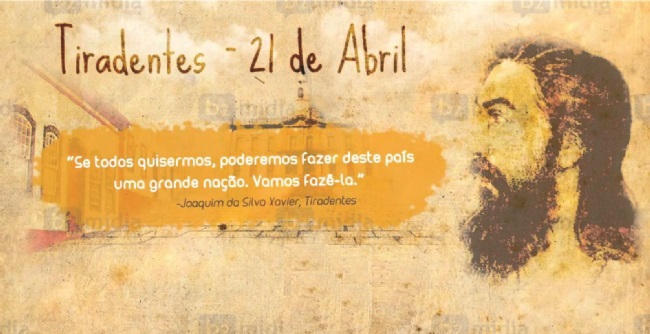 Tiradentes - 21 de Abril
"Se todos quisermos, poderemos fazer deste país
uma grande nação. Vamos fazê-la."
-Joaquim da Silva Xavier, Tiradentes